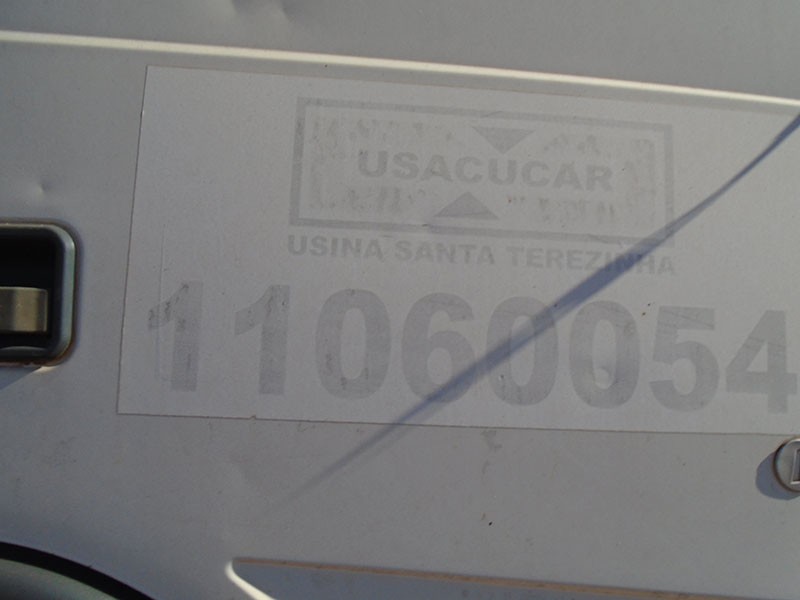 USACUCAR
USINA SANTA TEREZINHA
11060054